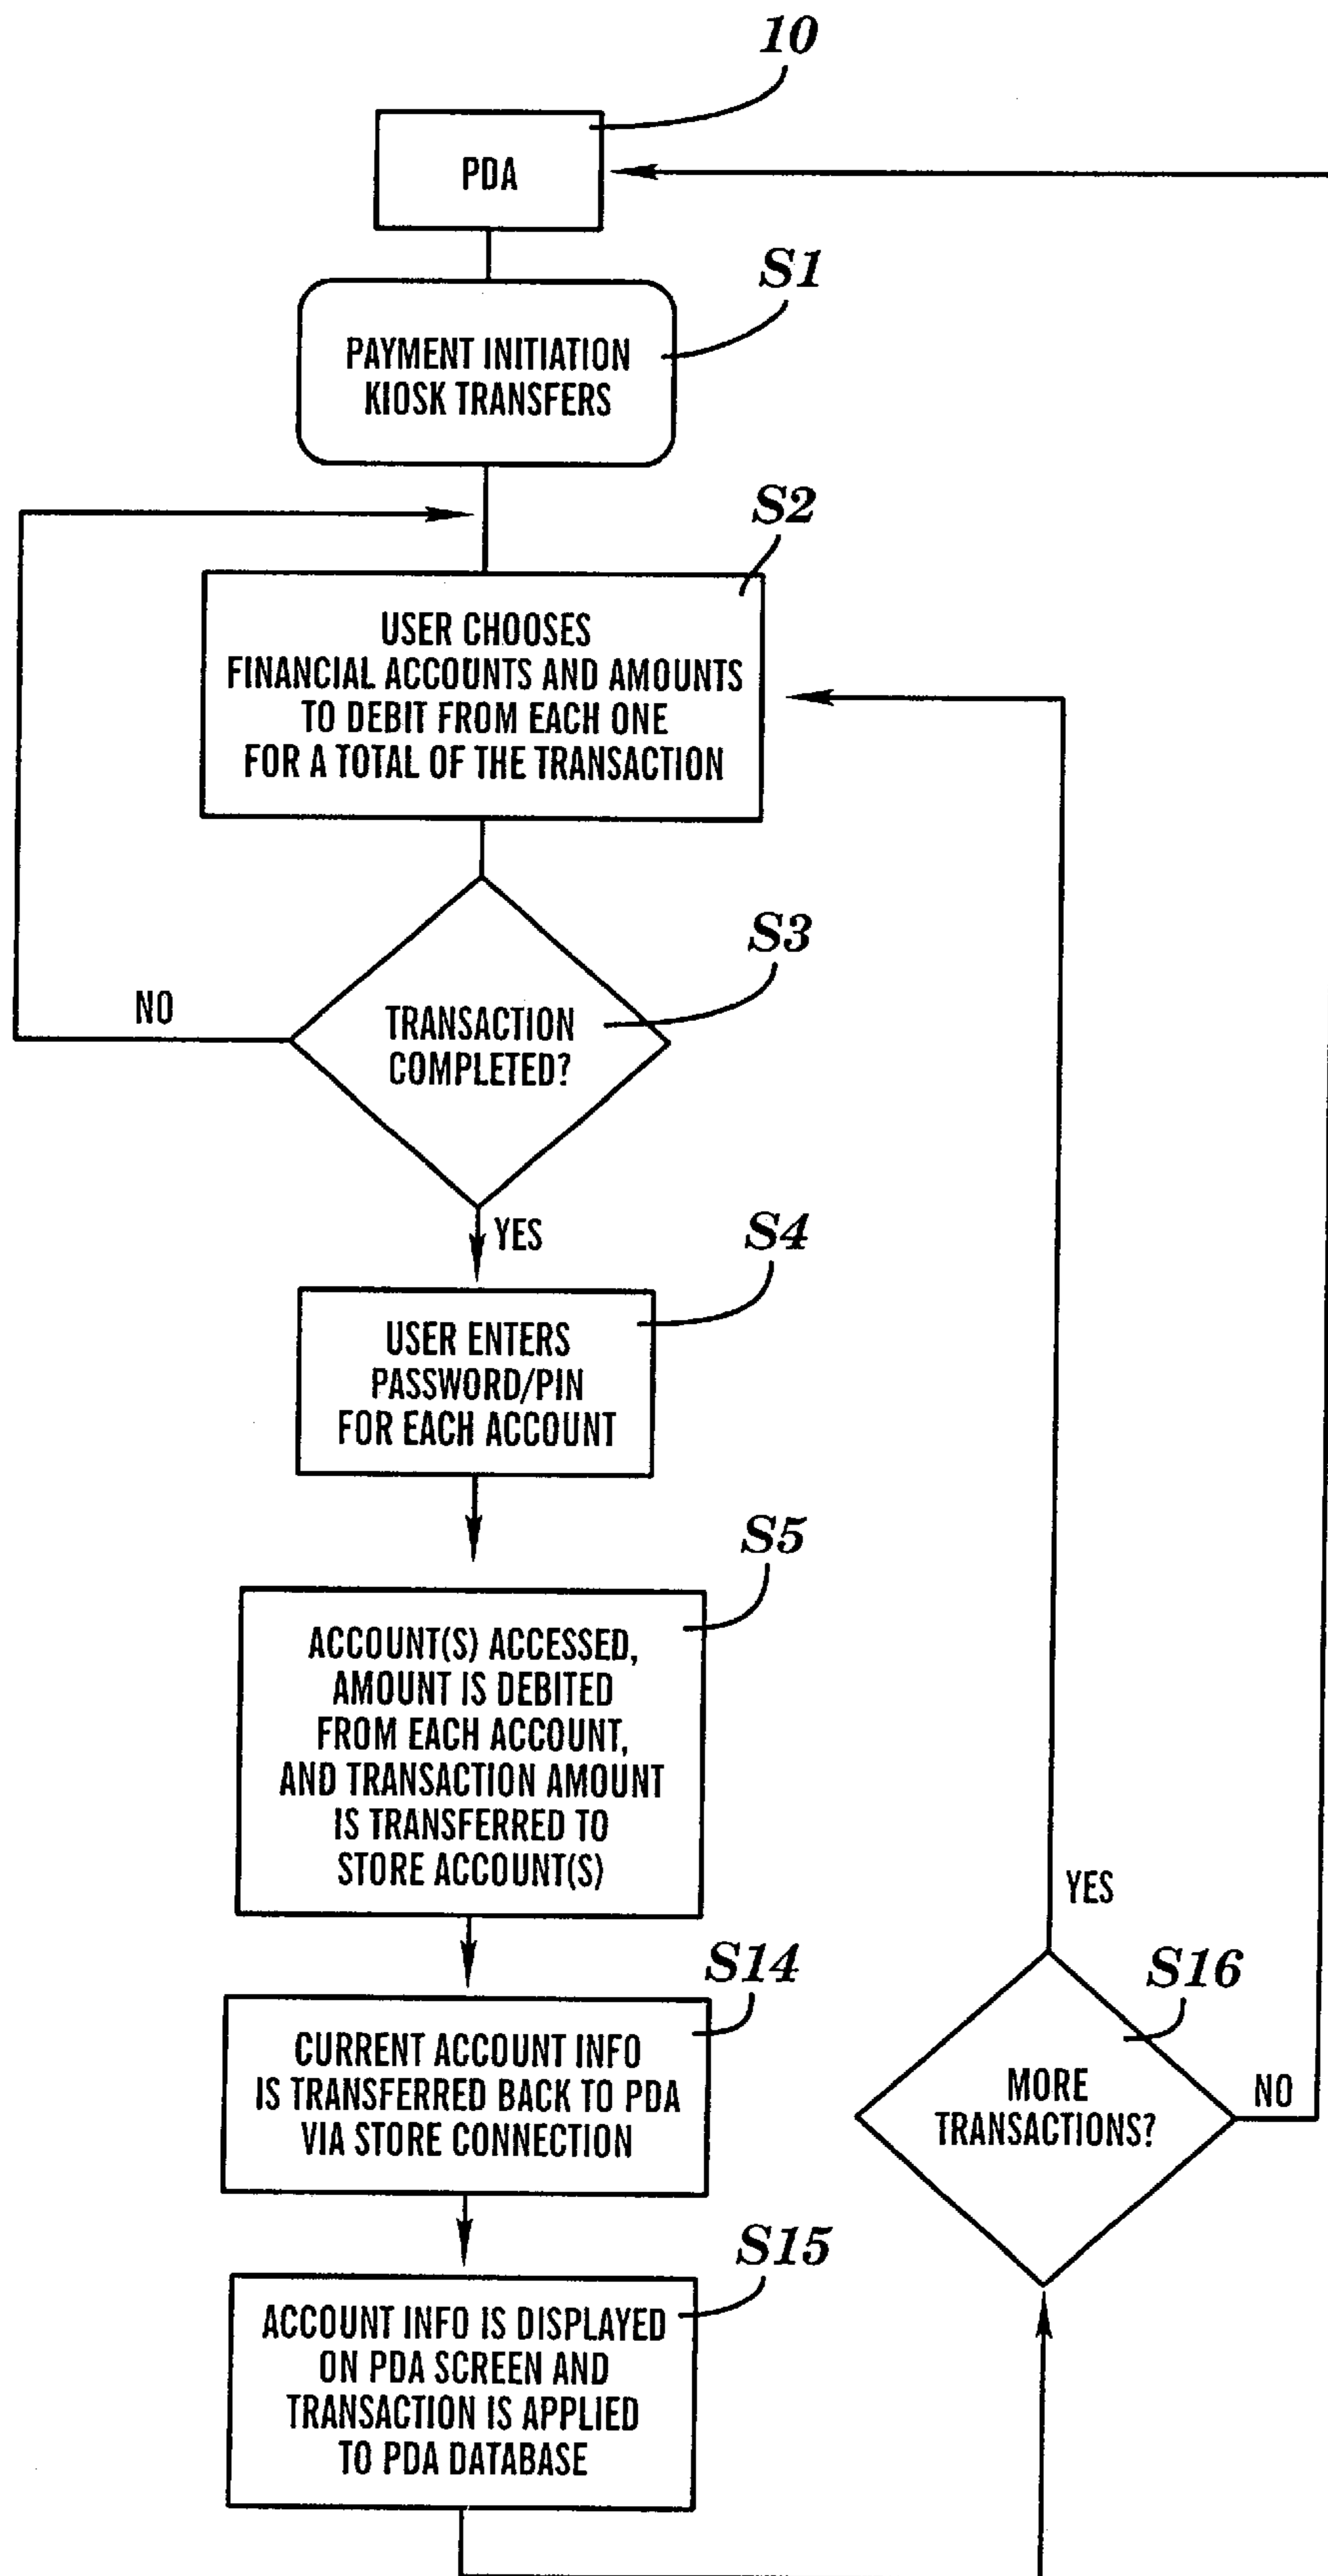 10
PDA
S1
PAYMENT INITIATION
KIOSK TRANSFERS
S2
USER CHOOSES
FINANCIAL ACCOUNTS AND AMOUNTS
TO DEBIT FROM EACH ONE
FOR A TOTAL OF THE TRANSACTION
S3
NO
TRANSACTION
COMPLETED?
YES
S4
USER ENTERS
PASSWORD/PIN
FOR EACH ACCOUNT
S5
ACCOUNT(S) ACCESSED,
AMOUNT IS DEBITED
FROM EACH ACCOUNT,
AND TRANSACTION AMOUNT
IS TRANSFERRED TO
STORE ACCOUNT(S)
S14
CURRENT ACCOUNT INFO
IS TRANSFERRED BACK TO PDA
VIA STORE CONNECTION
S15
ACCOUNT INFO IS DISPLAYED
ON PDA SCREEN AND
TRANSACTION IS APPLIED
TO PDA DATABASE
YES
S16
MORE
TRANSACTIONS?
NO